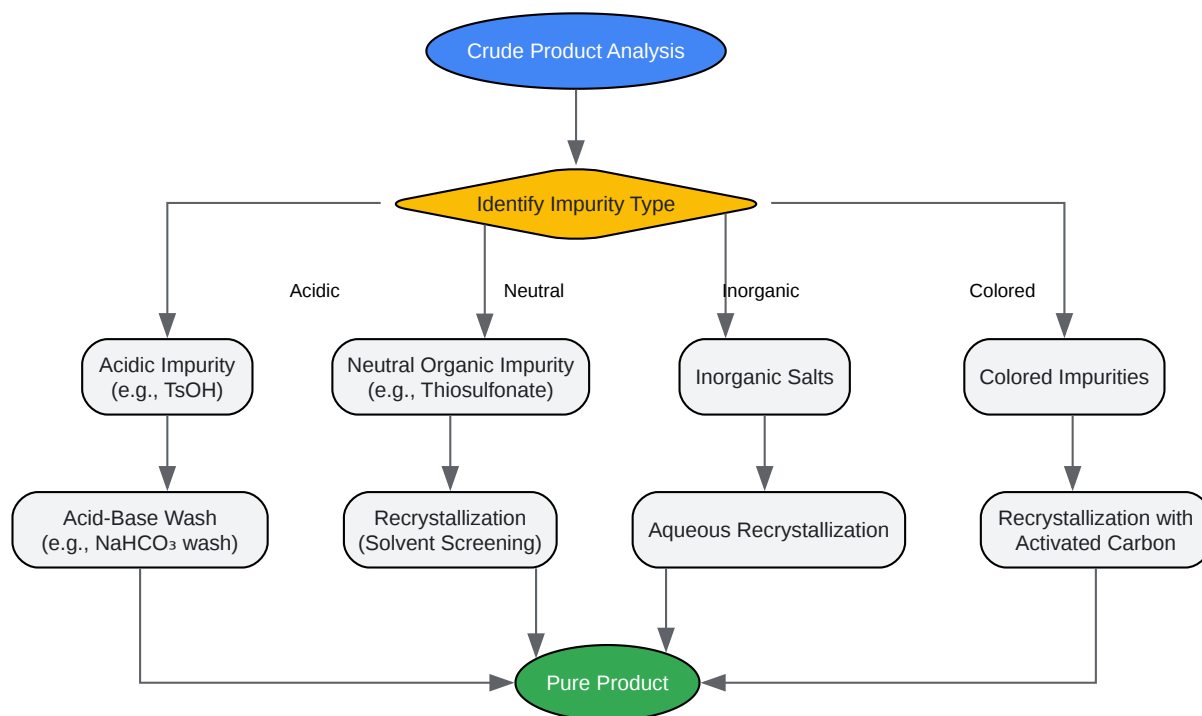 Crude Product Analysis
Identify Impurity Type
Acidic
Neutral
Inorganic
Colored
Acidic Impurity
(e.g., TsOH)
Neutral Organic Impurity
(e.g., Thiosulfonate)
Inorganic Salts
Colored Impurities
Acid-Base Wash
(e.g., NaHCO₃ wash)
Recrystallization
(Solvent Screening)
Aqueous Recrystallization
Recrystallization with
Activated Carbon
Pure Product